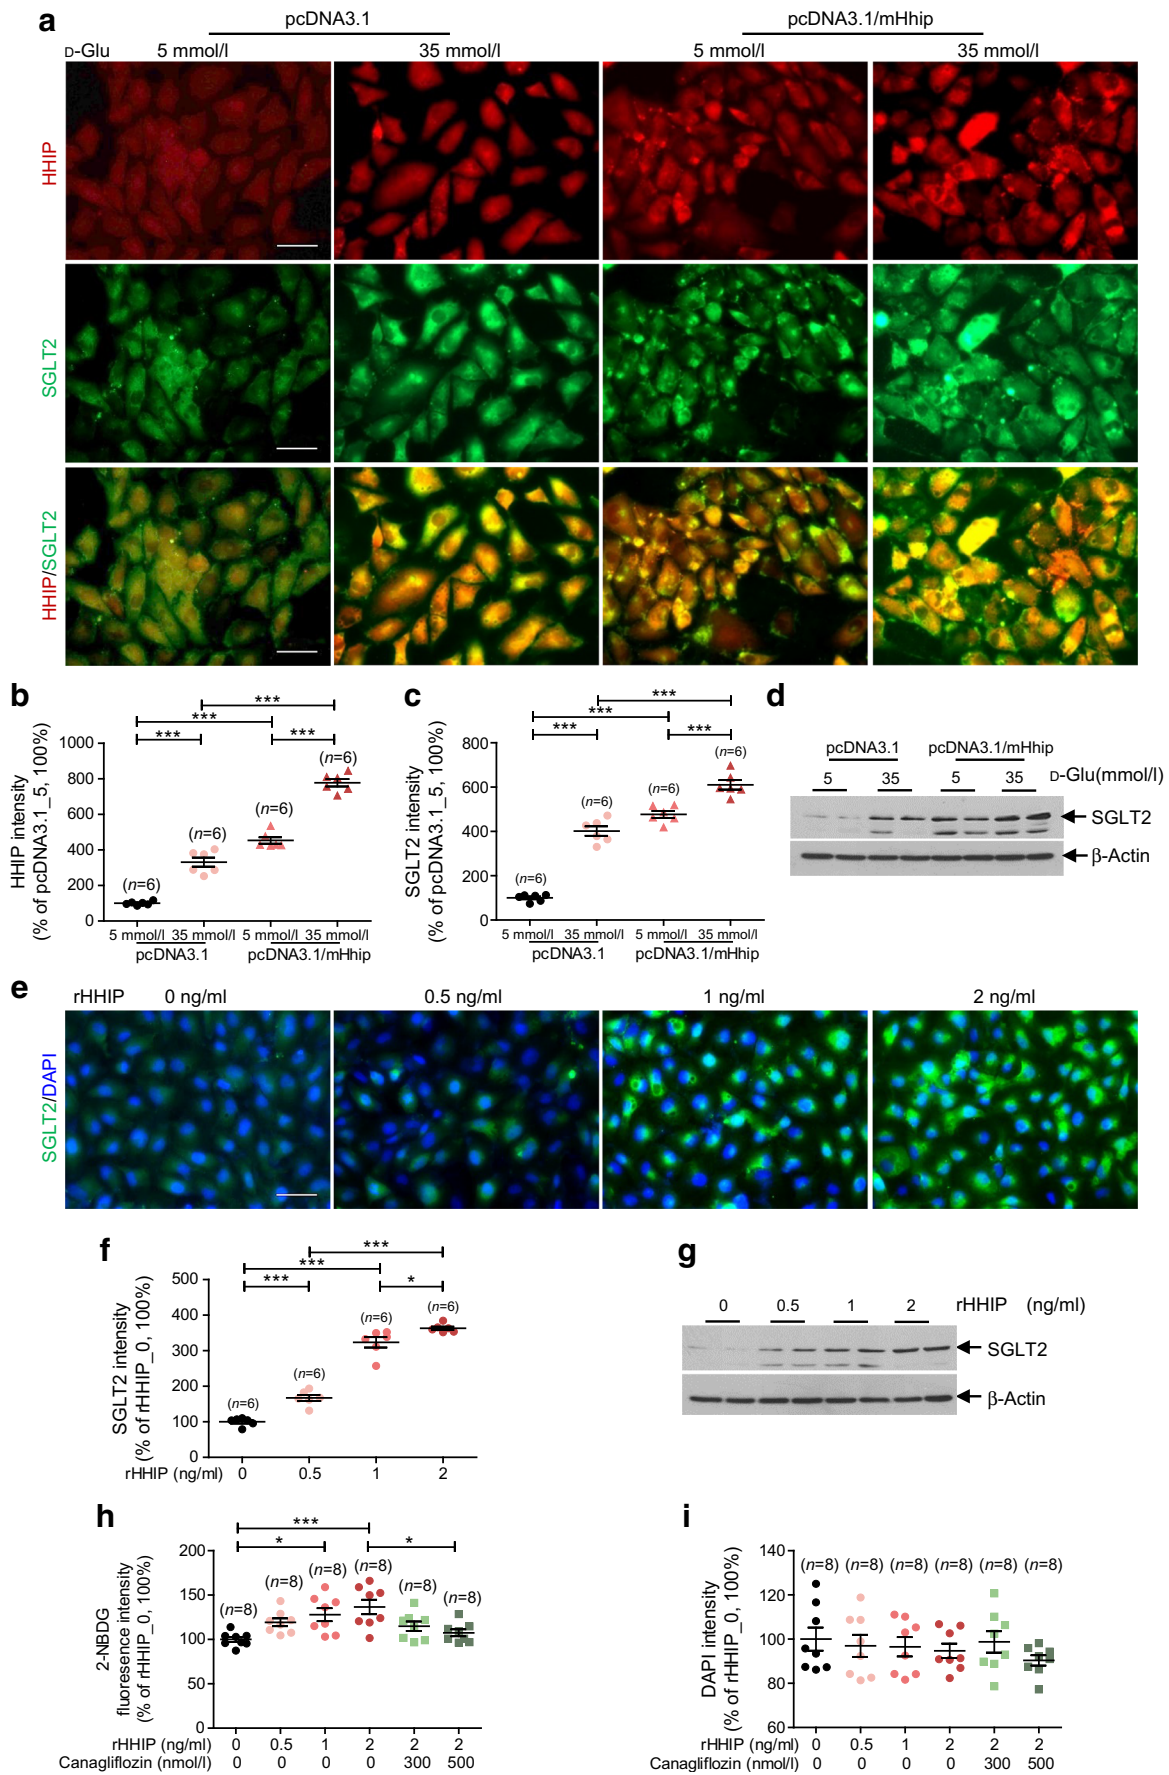 a
pcDNA3.1
pcDNA3.1/mHhip
D-Glu
5 mmol/l
35 mmol/l
5 mmol/l
35 mmol/l
HHIP
SGLT2
HHIP/SGLT2
b
***
***
***
***
HHIP intensity
(% of pcDNA3.1_5, 100%)
1000
800
600
400
200
0
(n=6)
(n=6)
(n=6)
(n=6)
5 mmol/l 35 mmol/l 5 mmol/l 35 mmol/l
pcDNA3.1
pcDNA3.1/mHhip
c
***
***
***
***
SGLT2 intensity
(% of pcDNA3.1_5, 100%)
800
600
400
200
0
(n=6)
(n=6)
(n=6)
(n=6)
5 mmol/l 35 mmol/l 5 mmol/l 35 mmol/l
pcDNA3.1
pcDNA3.1/mHhip
d
pcDNA3.1
pcDNA3.1/mHhip
5 35 5 35 D-Glu(mmol/l)
SGLT2
β-Actin
e
rHHIP
0 ng/ml
0.5 ng/ml
1 ng/ml
2 ng/ml
SGLT2/DAPI
f
***
***
***
*
SGLT2 intensity
(% of rHHIP_0, 100%)
500
400
300
200
100
0
(n=6)
(n=6)
(n=6)
(n=6)
rHHIP (ng/ml) 0 0.5 1 2
g
0 0.5 1 2 rHHIP (ng/ml)
SGLT2
β-Actin
h
***
*
*
2-NBDG
fluoresence intensity
(% of rHHIP_0, 100%)
200
150
100
50
0
(n=8)
(n=8)
(n=8)
(n=8)
(n=8)
(n=8)
rHHIP (ng/ml) 0 0.5 1 2 2 2
Canagliflozin (nmol/l) 0 0 0 0 300 500
i
DAPI intensity
(% of rHHIP_0, 100%)
140
120
100
80
60
(n=8) (n=8) (n=8) (n=8) (n=8) (n=8)
rHHIP (ng/ml) 0 0.5 1 2 2 2
Canagliflozin (nmol/l) 0 0 0 0 300 500